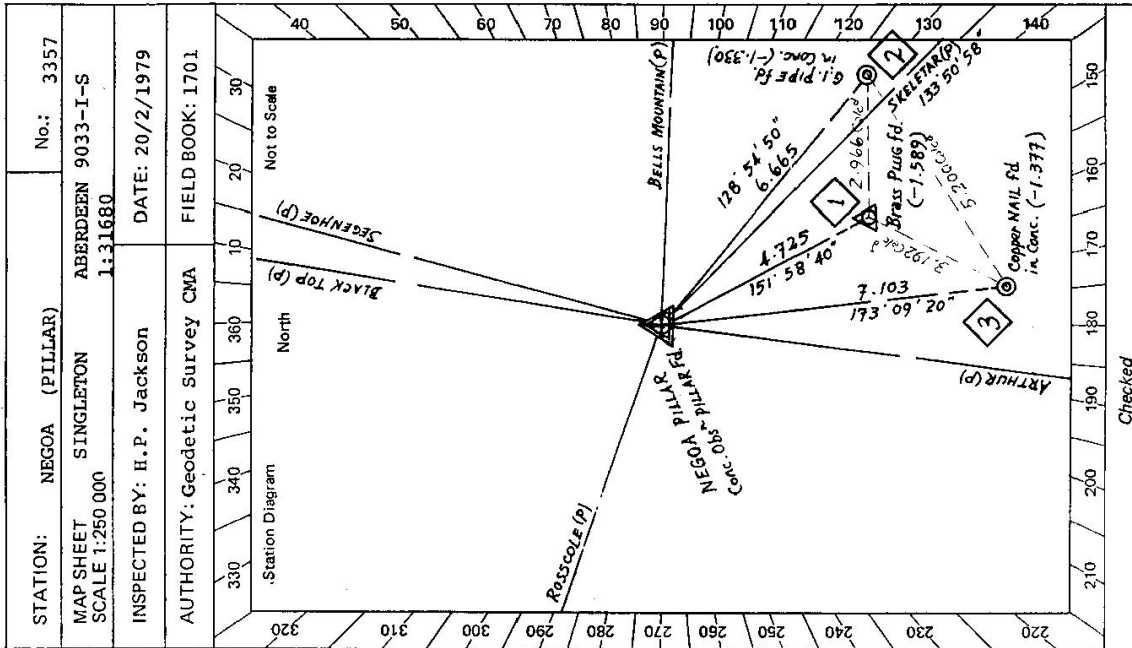 STATION: NEGOA (PILLAR) No.: 3357
MAP SHEET SINGLETON ABERDEEN 9033-I-S
SCALE 1:250 000 1:31680
INSPECTED BY: H.P. Jackson DATE: 20/2/1979
AUTHORITY: Geodetic Survey CMA FIELD BOOK: 1701
330 340 350 360 10 20 30
Station Diagram
North
Not to Scale
40
50
60
70
80
90
100
110
120
130
140
150
160
170
180
190
200
210
220
230
240
250
260
270
280
290
300
310
320
BLACK TOP (P)
SEGENHOE (P)
BELLS MOUNTAIN (P)
ROSSCOLE (P)
NEGOA PILLAR
Conc. Obs ~ PILLAR Fd.
128° 54' 50"
6.665
G.I. PIPE fd.
in Conc. (-1.330)
2
SKELETAR (P)
133° 50' 58"
1
4.725
151° 58' 40"
2.966 Calc'd
Brass PLUG fd.
(-1.589)
3.192 Calc'd
5.200 Calc'd
7.103
173° 09' 20"
3
Copper NAIL fd.
in Conc. (-1.377)
ARTHUR (P)
Checked